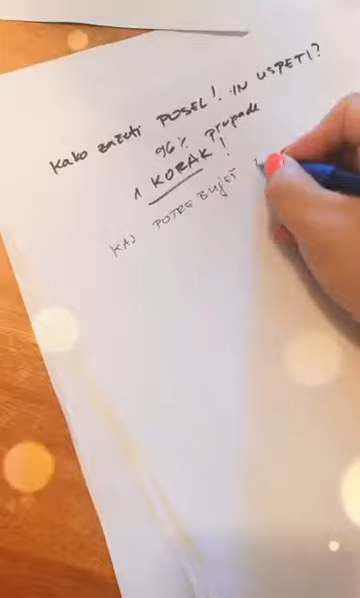 Kako začeti POSEL! IN USPETI?
96% propade
1 KORAK!
KAJ POTREBUJEŠ